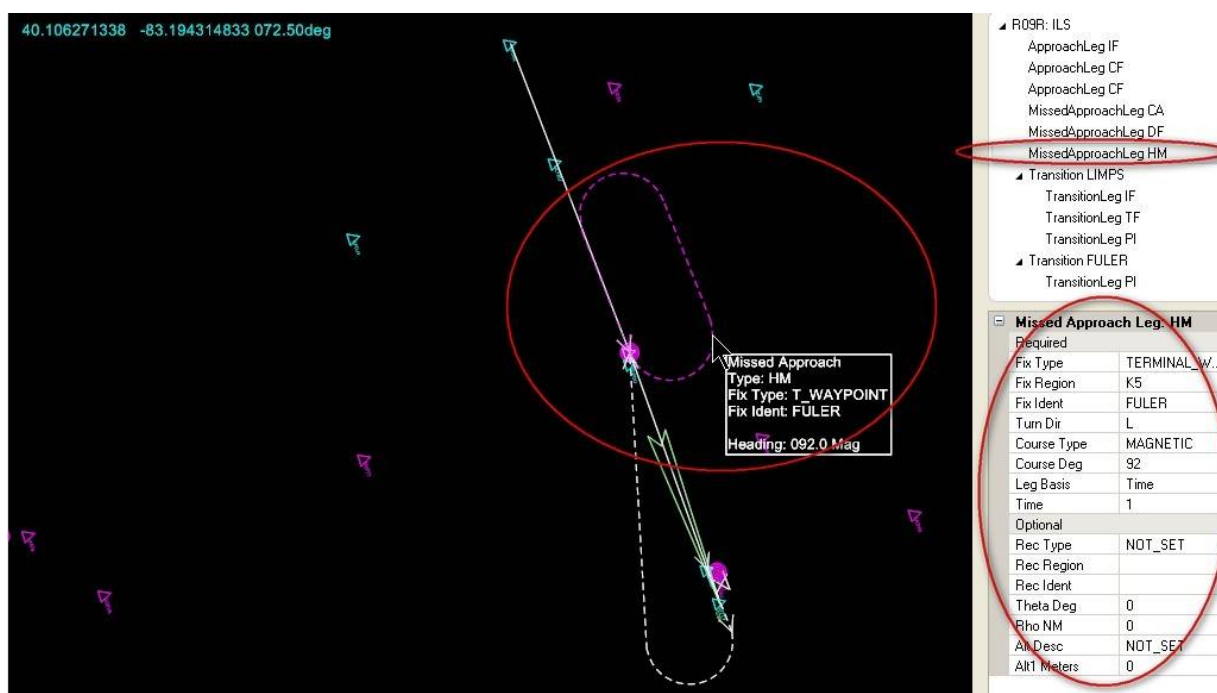 40.106271338 -83.194314833 072.50deg
Missed Approach
Type: HM
Fix Type: T_WAYPOINT
Fix Ident: FULER
Heading: 092.0 Mag
R09R: ILS
ApproachLeg IF
ApproachLeg CF
ApproachLeg CF
MissedApproachLeg CA
MissedApproachLeg DF
MissedApproachLeg HM
Transition LIMPS
TransitionLeg IF
TransitionLeg TF
TransitionLeg PI
Transition FULER
TransitionLeg PI
Missed Approach Leg: HM
Required
Fix Type TERMINAL_W...
Fix Region K5
Fix Ident FULER
Turn Dir L
Course Type MAGNETIC
Course Deg 92
Leg Basis Time
Time 1
Optional
Rec Type NOT_SET
Rec Region
Rec Ident
Theta Deg 0
Rho NM 0
Alt Desc NOT_SET
Alt1 Meters 0